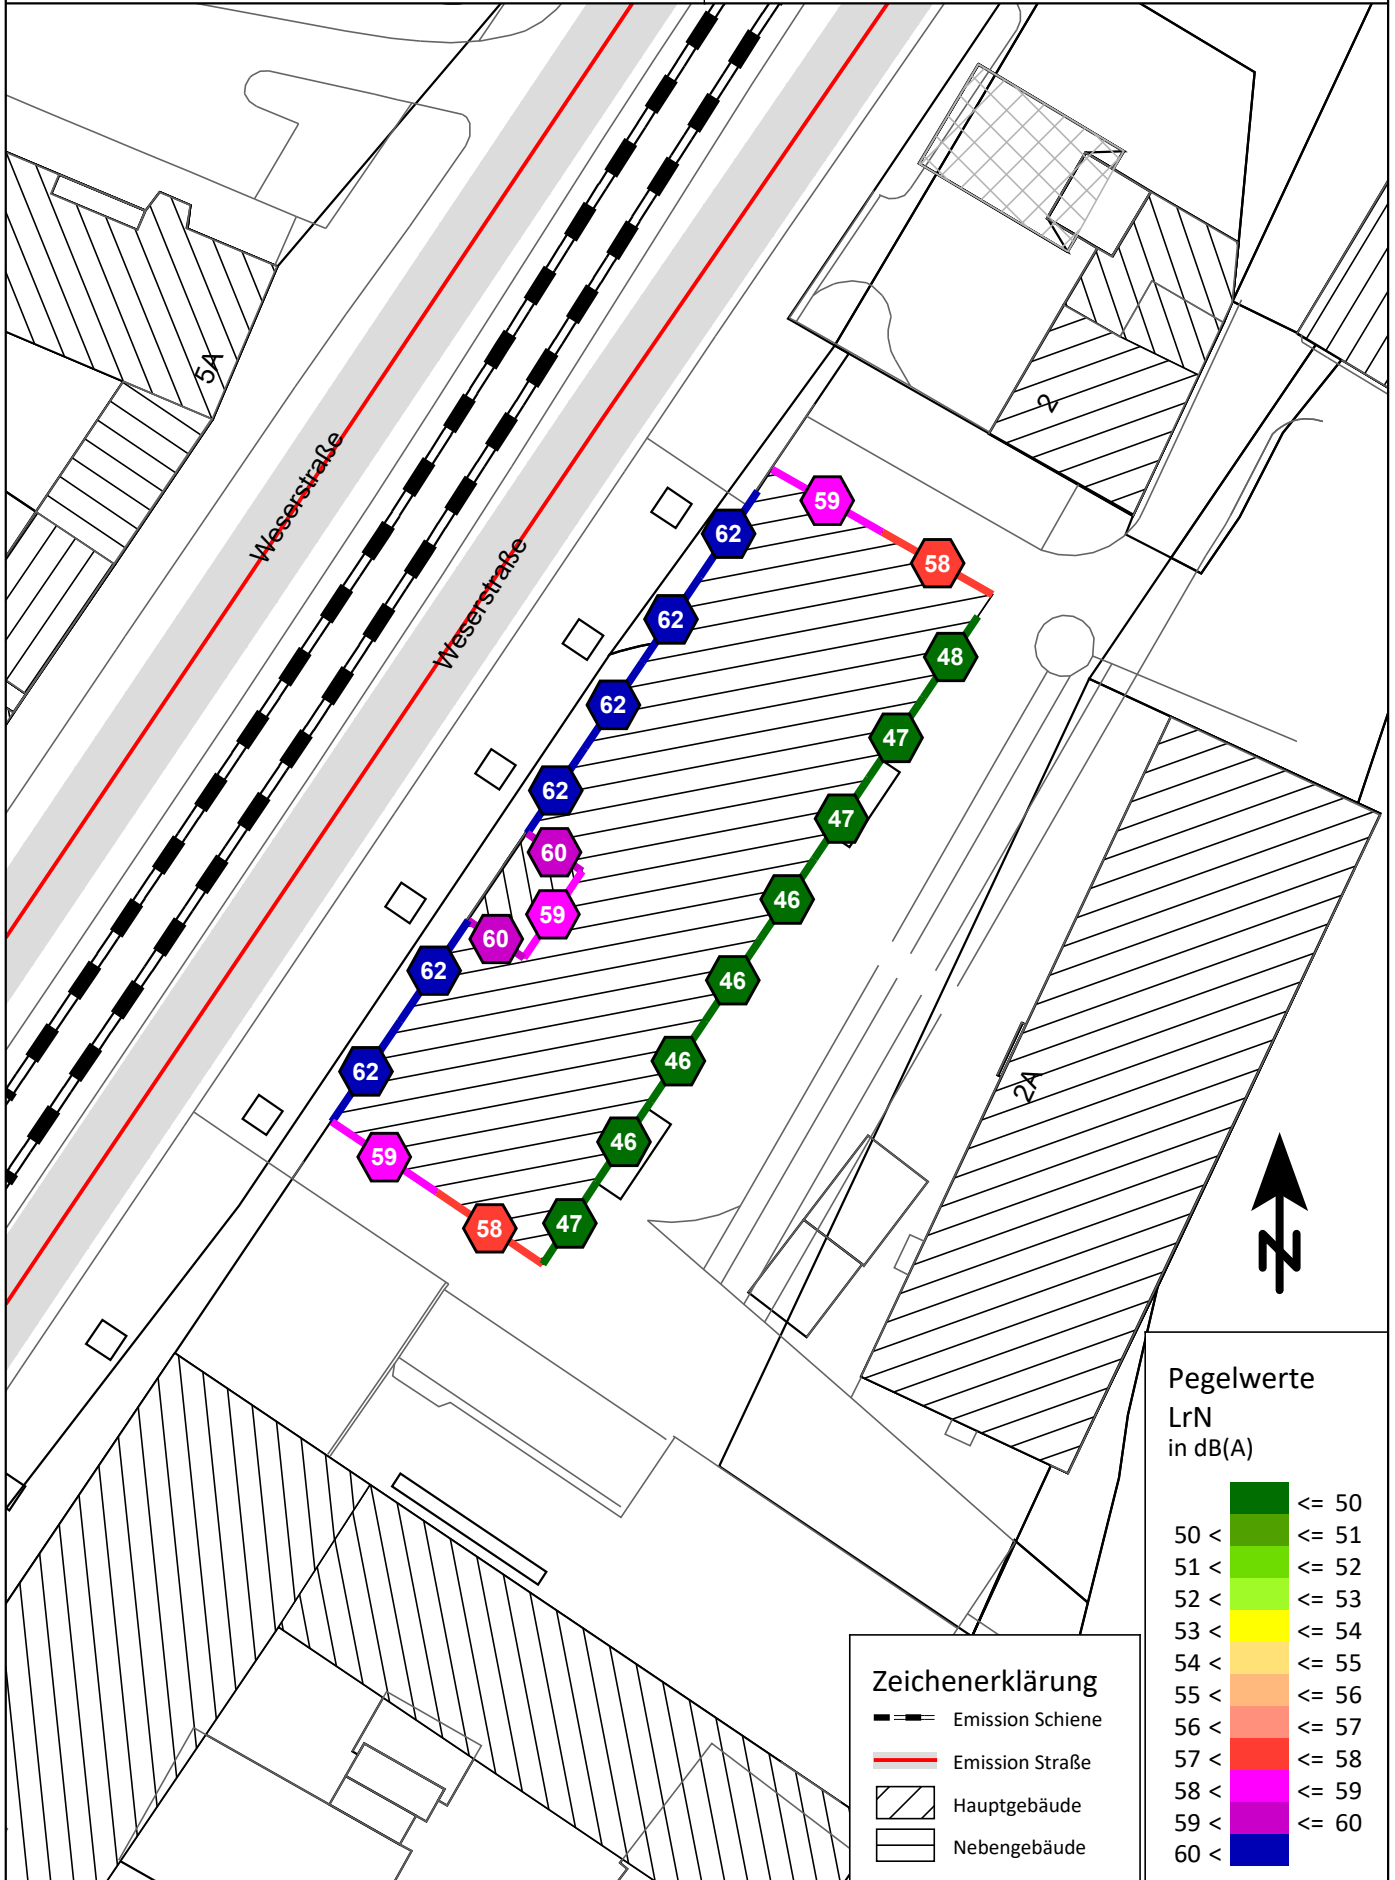 5A
2
Weserstraße
Weserstraße
59
62
58
62
48
62
47
62
47
60
46
59
60
62
46
46
62
2A
46
59
47
58
N
Pegelwerte
LrN
in dB(A)
<= 50
50 < <= 51
51 < <= 52
52 < <= 53
53 < <= 54
54 < <= 55
55 < <= 56
56 < <= 57
57 < <= 58
58 < <= 59
59 < <= 60
60 <
Zeichenerklärung
Emission Schiene
Emission Straße
Hauptgebäude
Nebengebäude